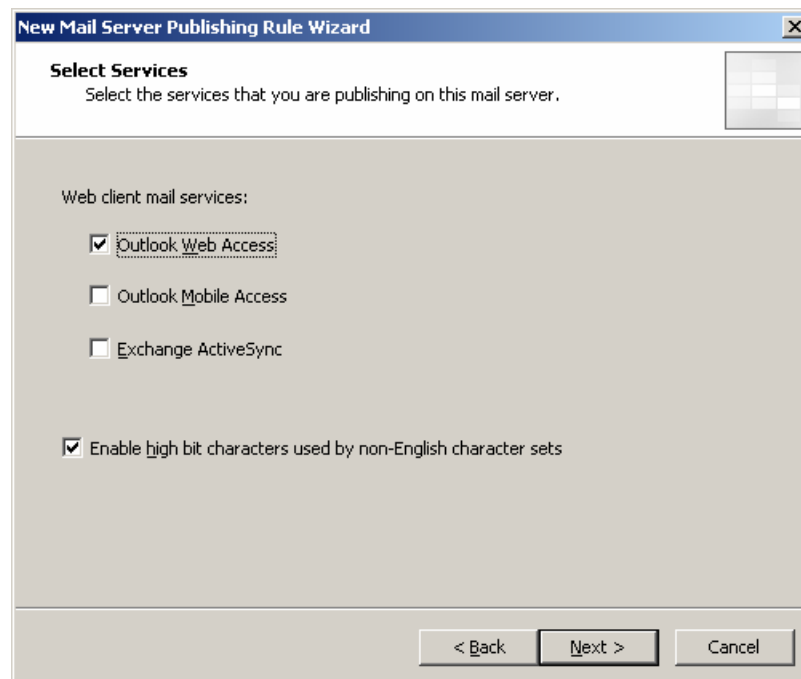 New Mail Server Publishing Rule Wizard
Select Services
Select the services that you are publishing on this mail server.
Web client mail services:
Outlook Web Access
Outlook Mobile Access
Exchange ActiveSync
Enable high bit characters used by non-English character sets
< Back Next > Cancel